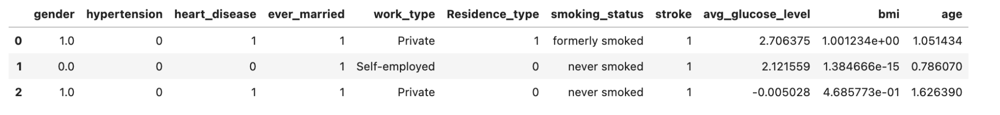 gender hypertension heart_disease ever_married work_type Residence_type smoking_status stroke avg_glucose_level bmi age
0 1.0 0 1 1 Private 1 formerly smoked 1 2.706375 1.001234e+00 1.051434
1 0.0 0 0 1 Self-employed 0 never smoked 1 2.121559 1.384666e-15 0.786070
2 1.0 0 1 1 Private 0 never smoked 1 -0.005028 4.685773e-01 1.626390